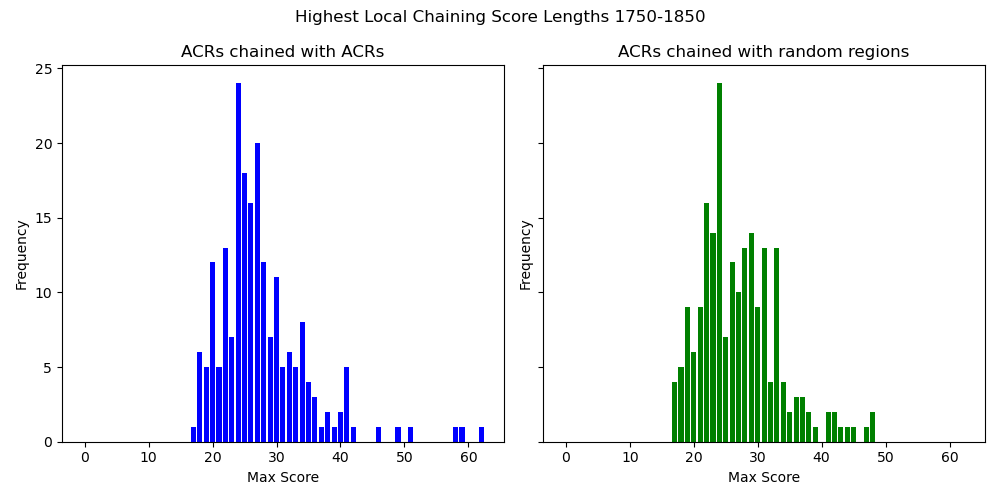 Highest Local Chaining Score Lengths 1750-1850
ACRs chained with ACRs
ACRs chained with random regions
25
20
15
10
5
0
Frequency
Frequency
0 10 20 30 40 50 60
0 10 20 30 40 50 60
Max Score
Max Score